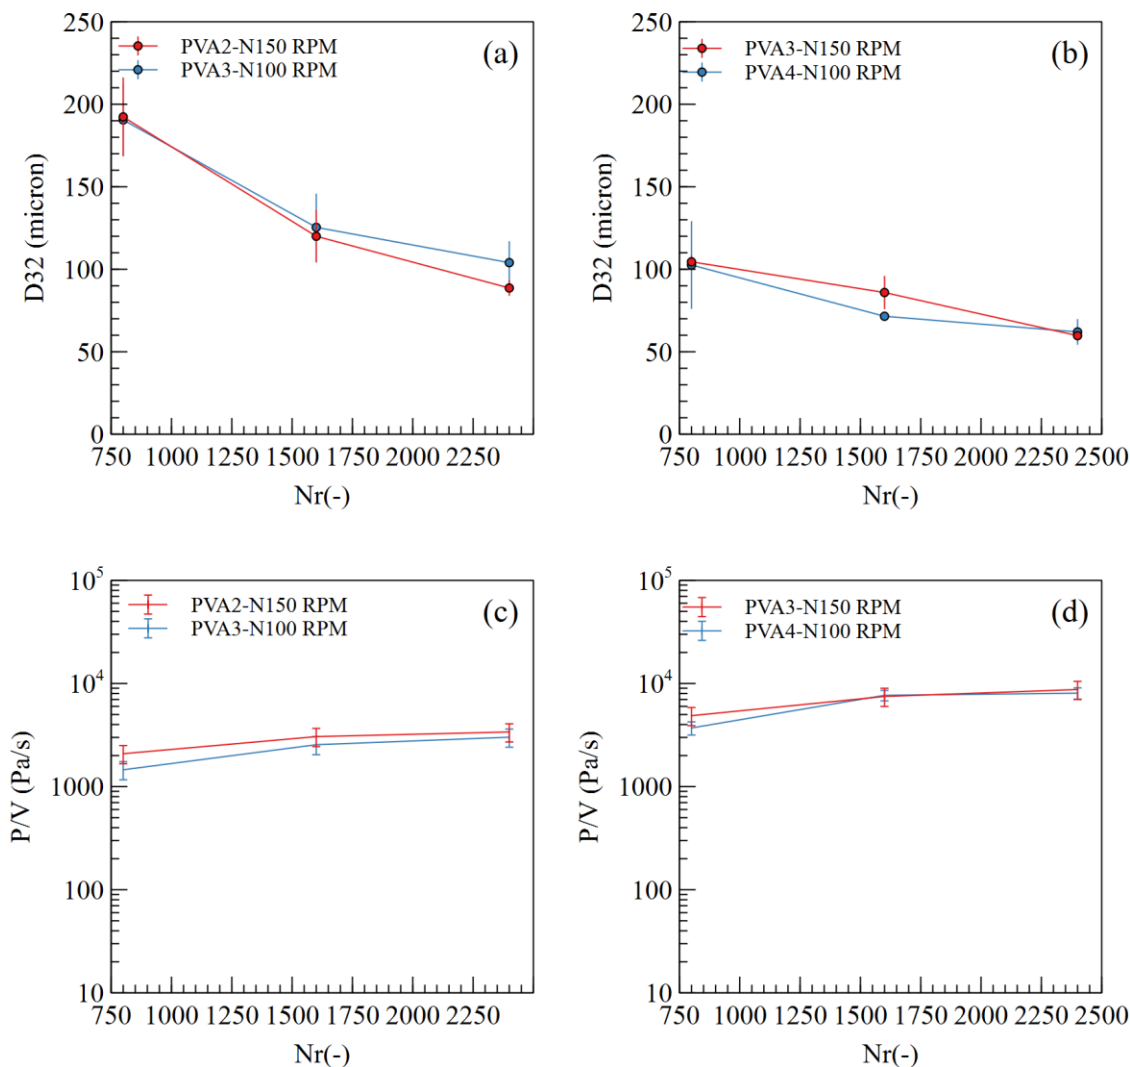 250
200
150
100
50
0
D32 (micron)
PVA2-N150 RPM
PVA3-N100 RPM
(a)
750 1000 1250 1500 1750 2000 2250
Nr(-)
250
200
150
100
50
0
D32 (micron)
PVA3-N150 RPM
PVA4-N100 RPM
(b)
750 1000 1250 1500 1750 2000 2250 2500
Nr(-)
10^5
10^4
1000
100
10
P/V (Pa/s)
PVA2-N150 RPM
PVA3-N100 RPM
(c)
750 1000 1250 1500 1750 2000 2250
Nr(-)
10^5
10^4
1000
100
10
P/V (Pa/s)
PVA3-N150 RPM
PVA4-N100 RPM
(d)
750 1000 1250 1500 1750 2000 2250 2500
Nr(-)